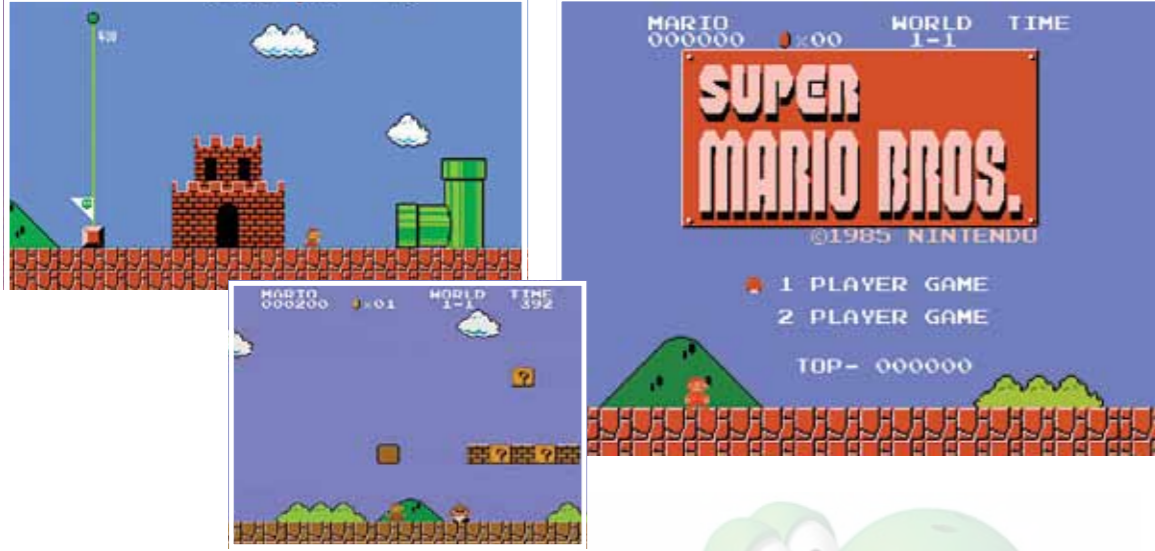 400
MARIO WORLD TIME
000000 ×00 1-1
SUPER
MARIO BROS.
©1985 NINTENDO
1 PLAYER GAME
2 PLAYER GAME
TOP- 000000
MARIO WORLD TIME
000200 ×01 1-1 392
?
? ?